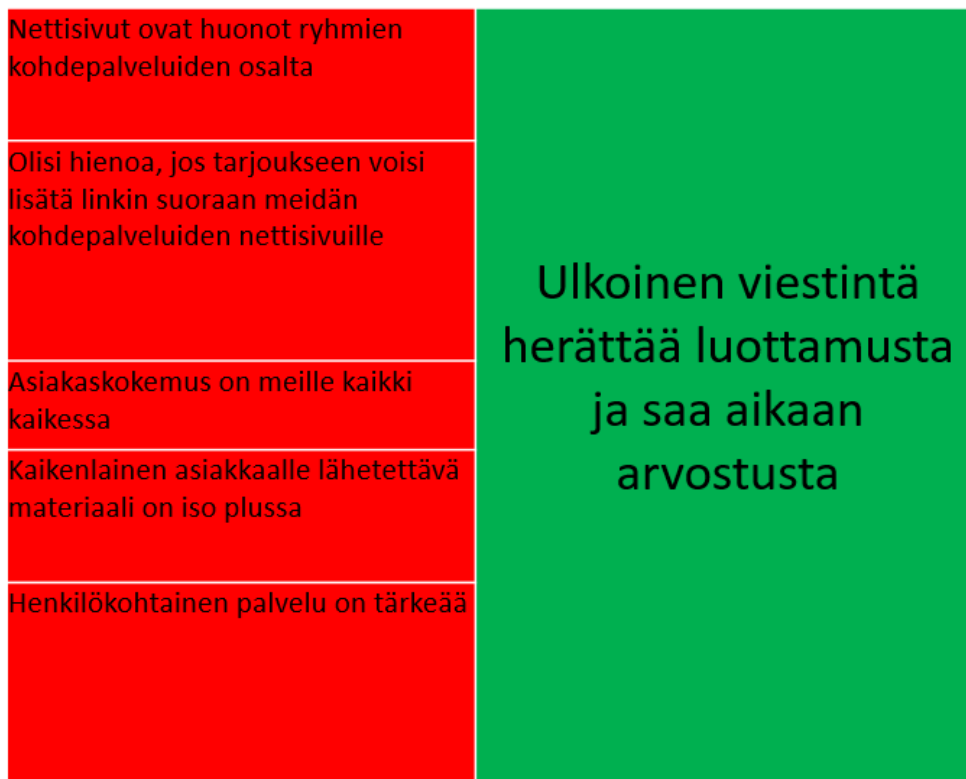 Nettisivut ovat huonot ryhmien
kohdepalveluiden osalta
Olisi hienoa, jos tarjoukseen voisi
lisätä linkin suoraan meidän
kohdepalveluiden nettisivuille
Asiakaskokemus on meille kaikki
kaikessa
Kaikenlainen asiakkaalle lähetettävä
materiaali on iso plussa
Henkilökohtainen palvelu on tärkeää
Ulkoinen viestintä
herättää luottamusta
ja saa aikaan
arvostusta